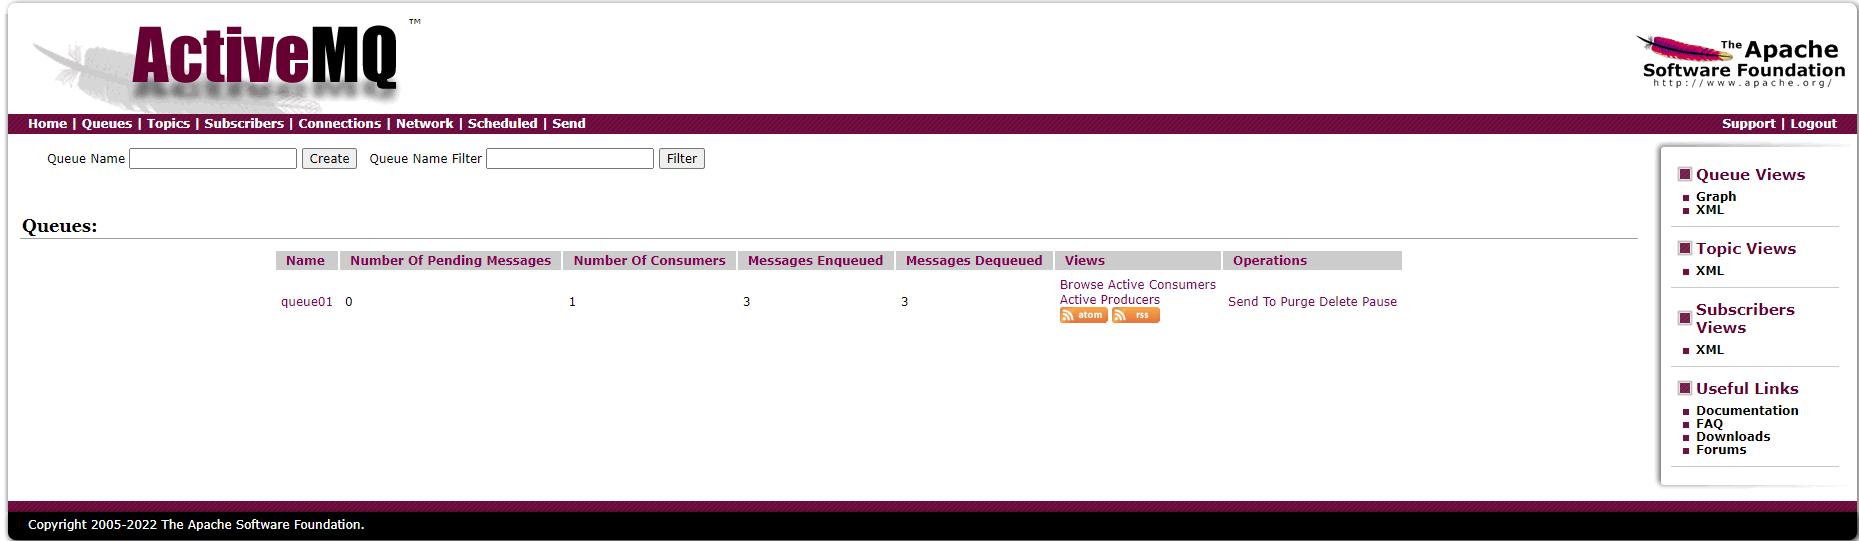 ActiveMQ ™
The Apache
Software Foundation
http://www.apache.org/
Home | Queues | Topics | Subscribers | Connections | Network | Scheduled | Send
Support | Logout
Queue Name Create Queue Name Filter Filter
Queues:
Name Number Of Pending Messages Number Of Consumers Messages Enqueued Messages Dequeued Views Operations
queue01 0 1 3 3
Browse Active Consumers
Active Producers
atom rss
Send To Purge Delete Pause
Queue Views
Graph
XML
Topic Views
XML
Subscribers
Views
XML
Useful Links
Documentation
FAQ
Downloads
Forums
Copyright 2005-2022 The Apache Software Foundation.